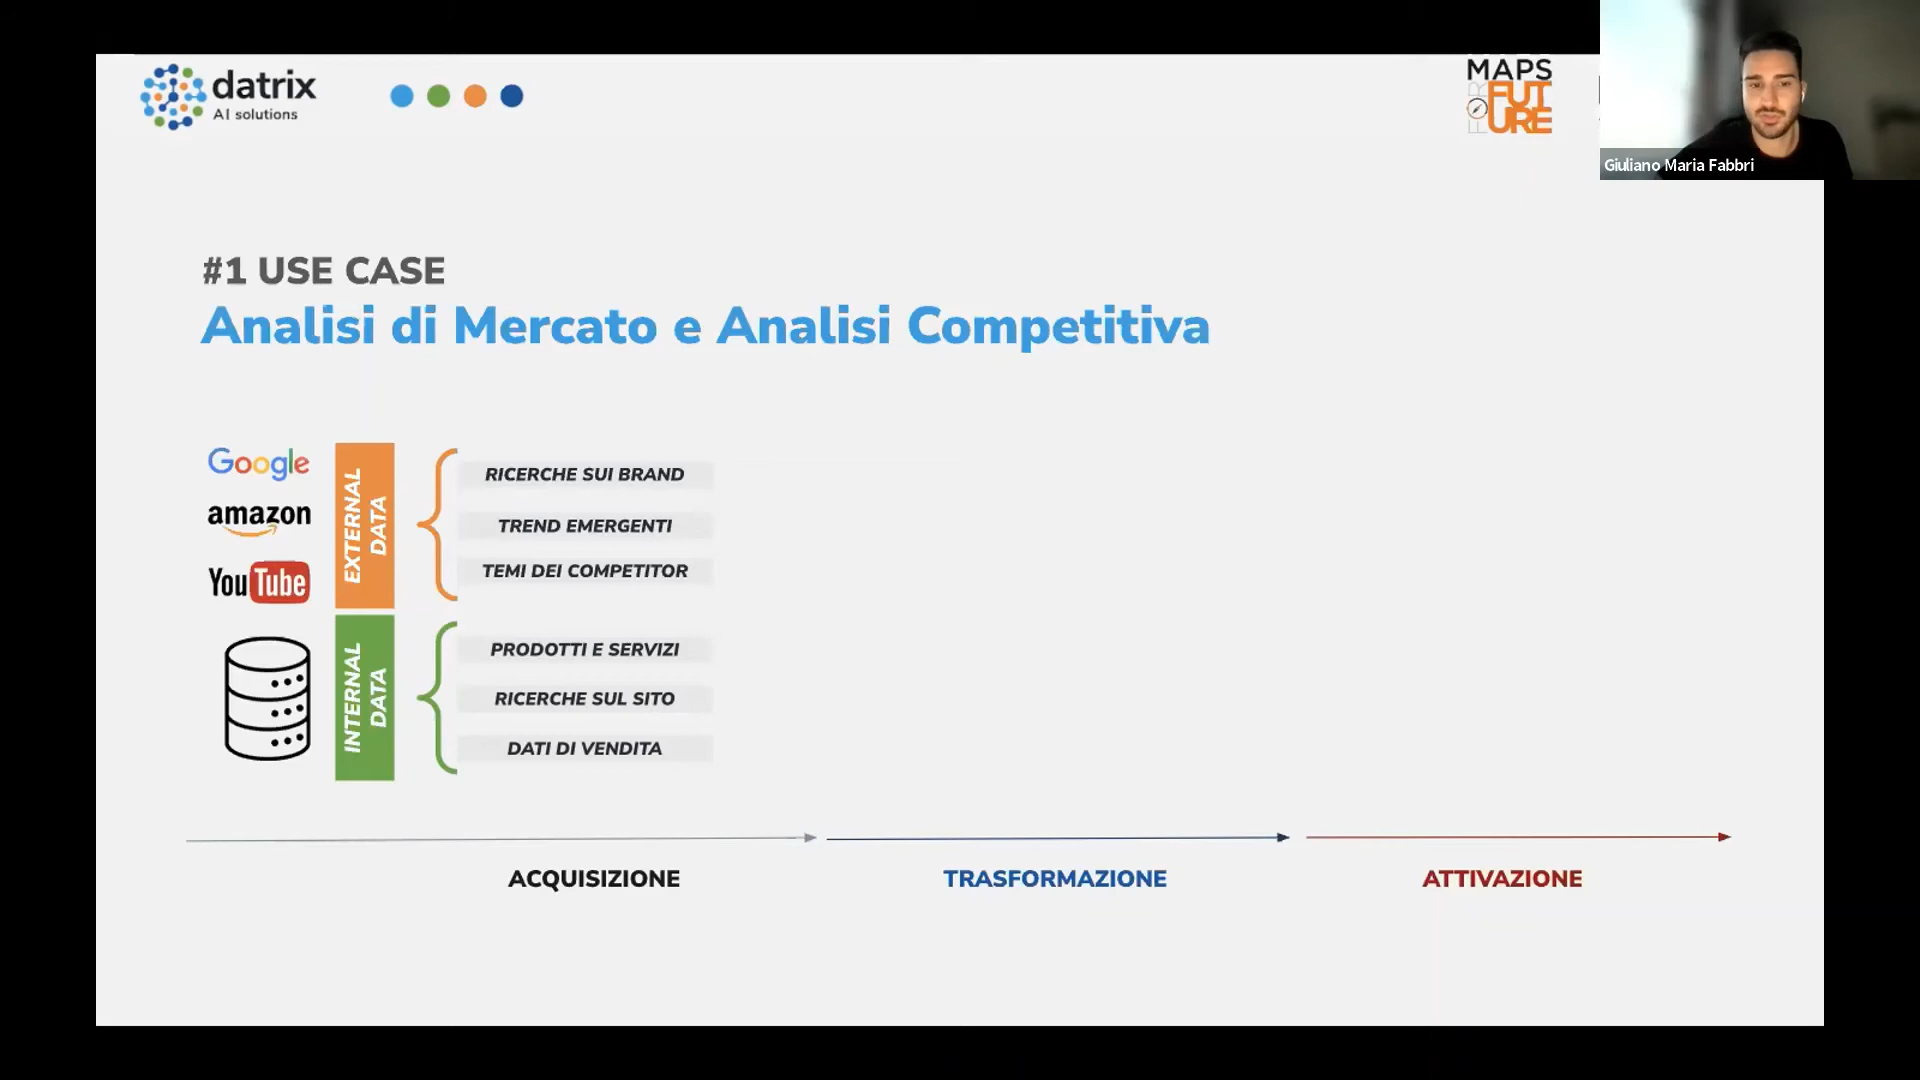 datrix
AI solutions
MAPS
FOR
FUTURE
Giuliano Maria Fabbri
#1 USE CASE
Analisi di Mercato e Analisi Competitiva
Google
amazon
YouTube
EXTERNAL
DATA
RICERCHE SUI BRAND
TREND EMERGENTI
TEMI DEI COMPETITOR
INTERNAL
DATA
PRODOTTI E SERVIZI
RICERCHE SUL SITO
DATI DI VENDITA
ACQUISIZIONE
TRASFORMAZIONE
ATTIVAZIONE